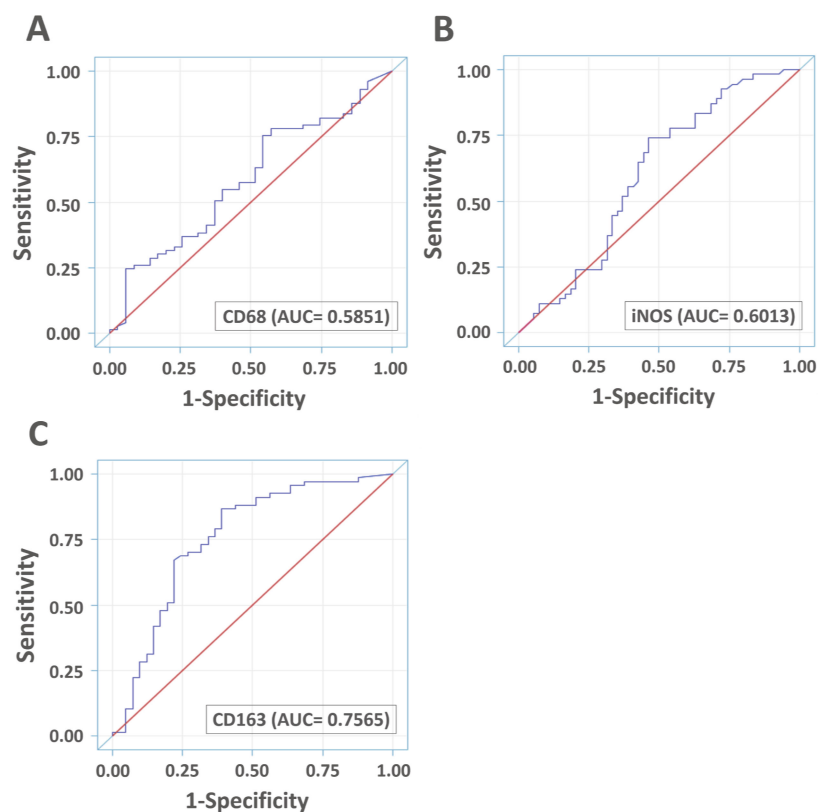 A
Sensitivity
1.00
0.75
0.50
0.25
0.00
CD68 (AUC= 0.5851)
0.00 0.25 0.50 0.75 1.00
1-Specificity
B
Sensitivity
1.00
0.75
0.50
0.25
0.00
iNOS (AUC= 0.6013)
0.00 0.25 0.50 0.75 1.00
1-Specificity
C
Sensitivity
1.00
0.75
0.50
0.25
0.00
CD163 (AUC= 0.7565)
0.00 0.25 0.50 0.75 1.00
1-Specificity